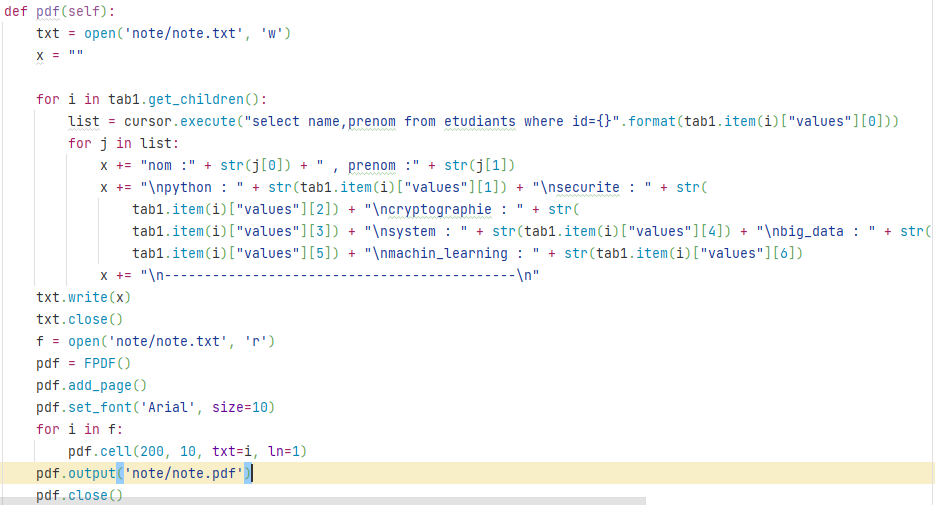 def pdf(self):
    txt = open('note/note.txt', 'w')
    x = ""

    for i in tab1.get_children():
        list = cursor.execute("select name,prenom from etudiants where id={}".format(tab1.item(i)["values"][0]))
        for j in list:
            x += "nom :" + str(j[0]) + " , prenom :" + str(j[1])
            x += "\npython : " + str(tab1.item(i)["values"][1]) + "\nsecurite : " + str(
                tab1.item(i)["values"][2]) + "\ncryptographie : " + str(
                tab1.item(i)["values"][3]) + "\nsystem : " + str(tab1.item(i)["values"][4]) + "\nbig_data : " + str(
                tab1.item(i)["values"][5]) + "\nmachin_learning : " + str(tab1.item(i)["values"][6])
            x += "\n--------------------------------------------\n"
    txt.write(x)
    txt.close()
    f = open('note/note.txt', 'r')
    pdf = FPDF()
    pdf.add_page()
    pdf.set_font('Arial', size=10)
    for i in f:
        pdf.cell(200, 10, txt=i, ln=1)
    pdf.output('note/note.pdf')
    pdf.close()